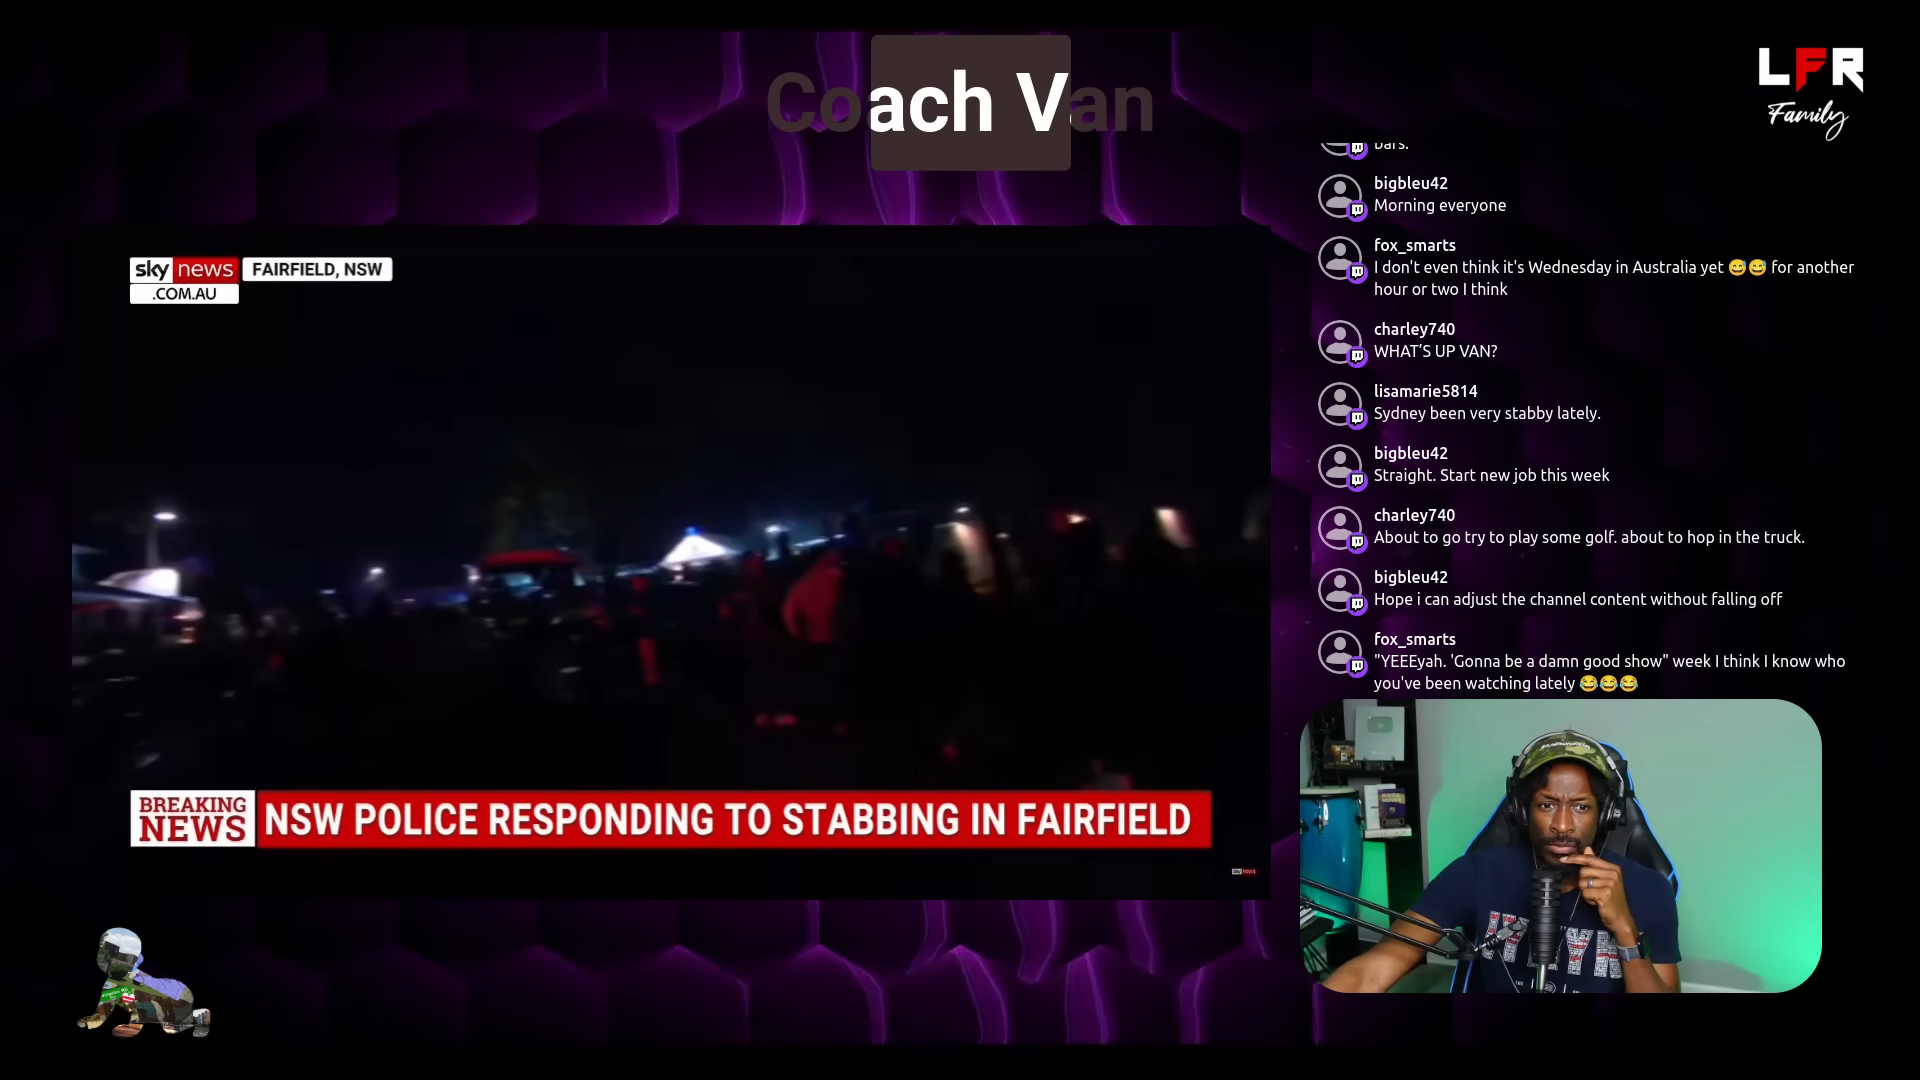 Coach Van
LFR
Family
bars.
bigbleu42
Morning everyone
fox_smarts
I don't even think it's Wednesday in Australia yet 😅😅 for another
hour or two I think
charley740
WHAT'S UP VAN?
lisamarie5814
Sydney been very stabby lately.
bigbleu42
Straight. Start new job this week
charley740
About to go try to play some golf. about to hop in the truck.
bigbleu42
Hope i can adjust the channel content without falling off
fox_smarts
"YEEEyah. 'Gonna be a damn good show" week I think I know who
you've been watching lately 😂😂😂
sky news
.COM.AU
FAIRFIELD, NSW
BREAKING
NEWS
NSW POLICE RESPONDING TO STABBING IN FAIRFIELD
sky news